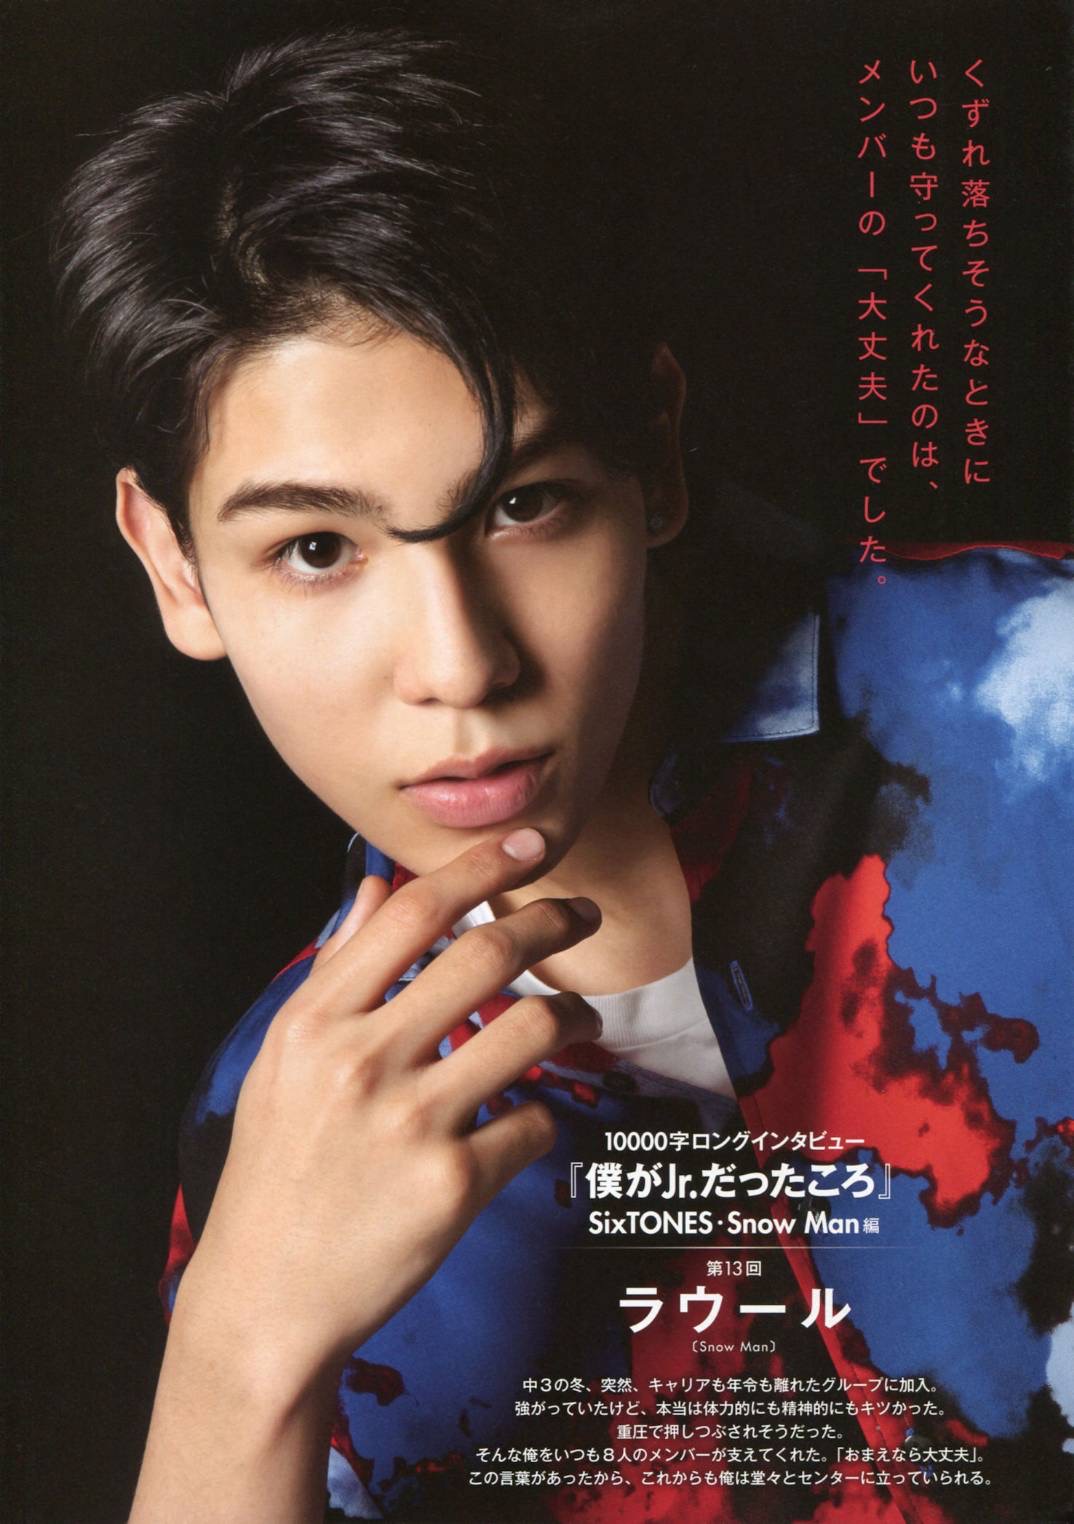 くずれ落ちそうなときに
いつも守ってくれたのは、
メンバーの「大丈夫」でした。
10000字ロングインタビュー
『僕がJr.だったころ』
SixTONES・Snow Man編
第13回
ラウール
〔Snow Man〕
中3の冬、突然、キャリアも年令も離れたグループに加入。
強がっていたけど、本当は体力的にも精神的にもキツかった。
重圧で押しつぶされそうだった。
そんな俺をいつも8人のメンバーが支えてくれた。「おまえなら大丈夫」。
この言葉があったから、これからも俺は堂々とセンターに立っていられる。